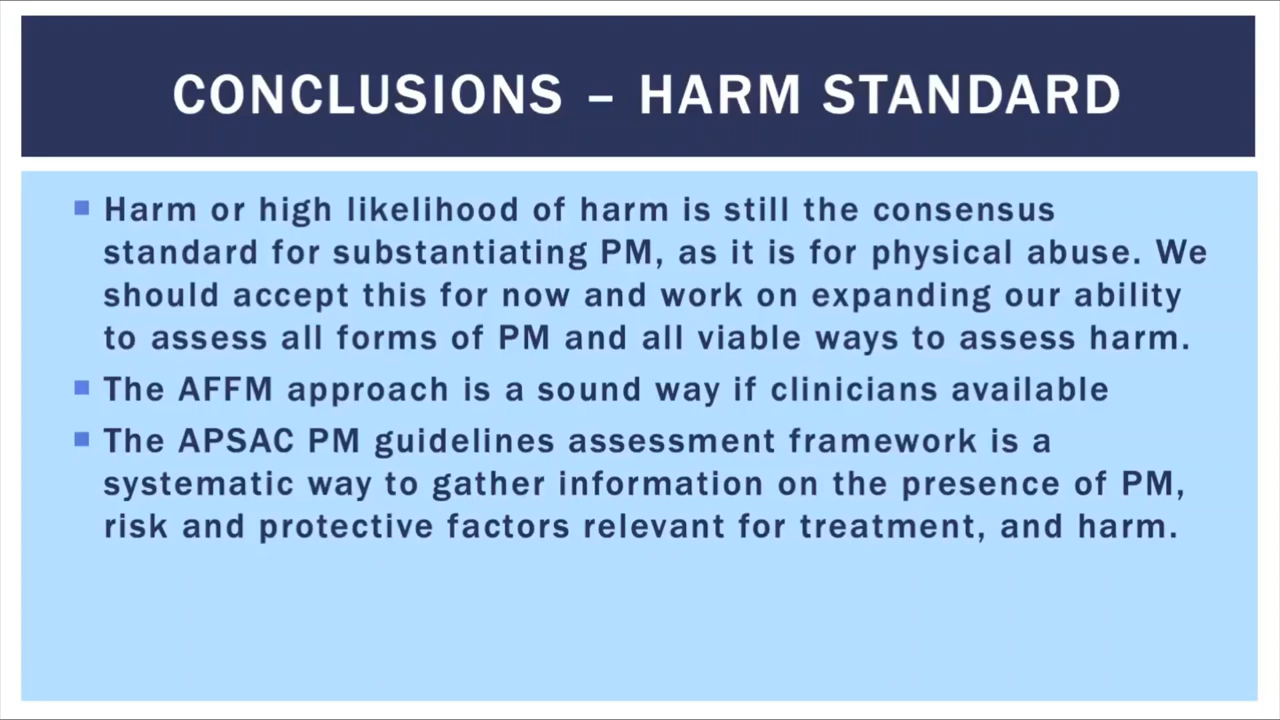 CONCLUSIONS – HARM STANDARD
Harm or high likelihood of harm is still the consensus
standard for substantiating PM, as it is for physical abuse. We
should accept this for now and work on expanding our ability
to assess all forms of PM and all viable ways to assess harm.
The AFFM approach is a sound way if clinicians available
The APSAC PM guidelines assessment framework is a
systematic way to gather information on the presence of PM,
risk and protective factors relevant for treatment, and harm.